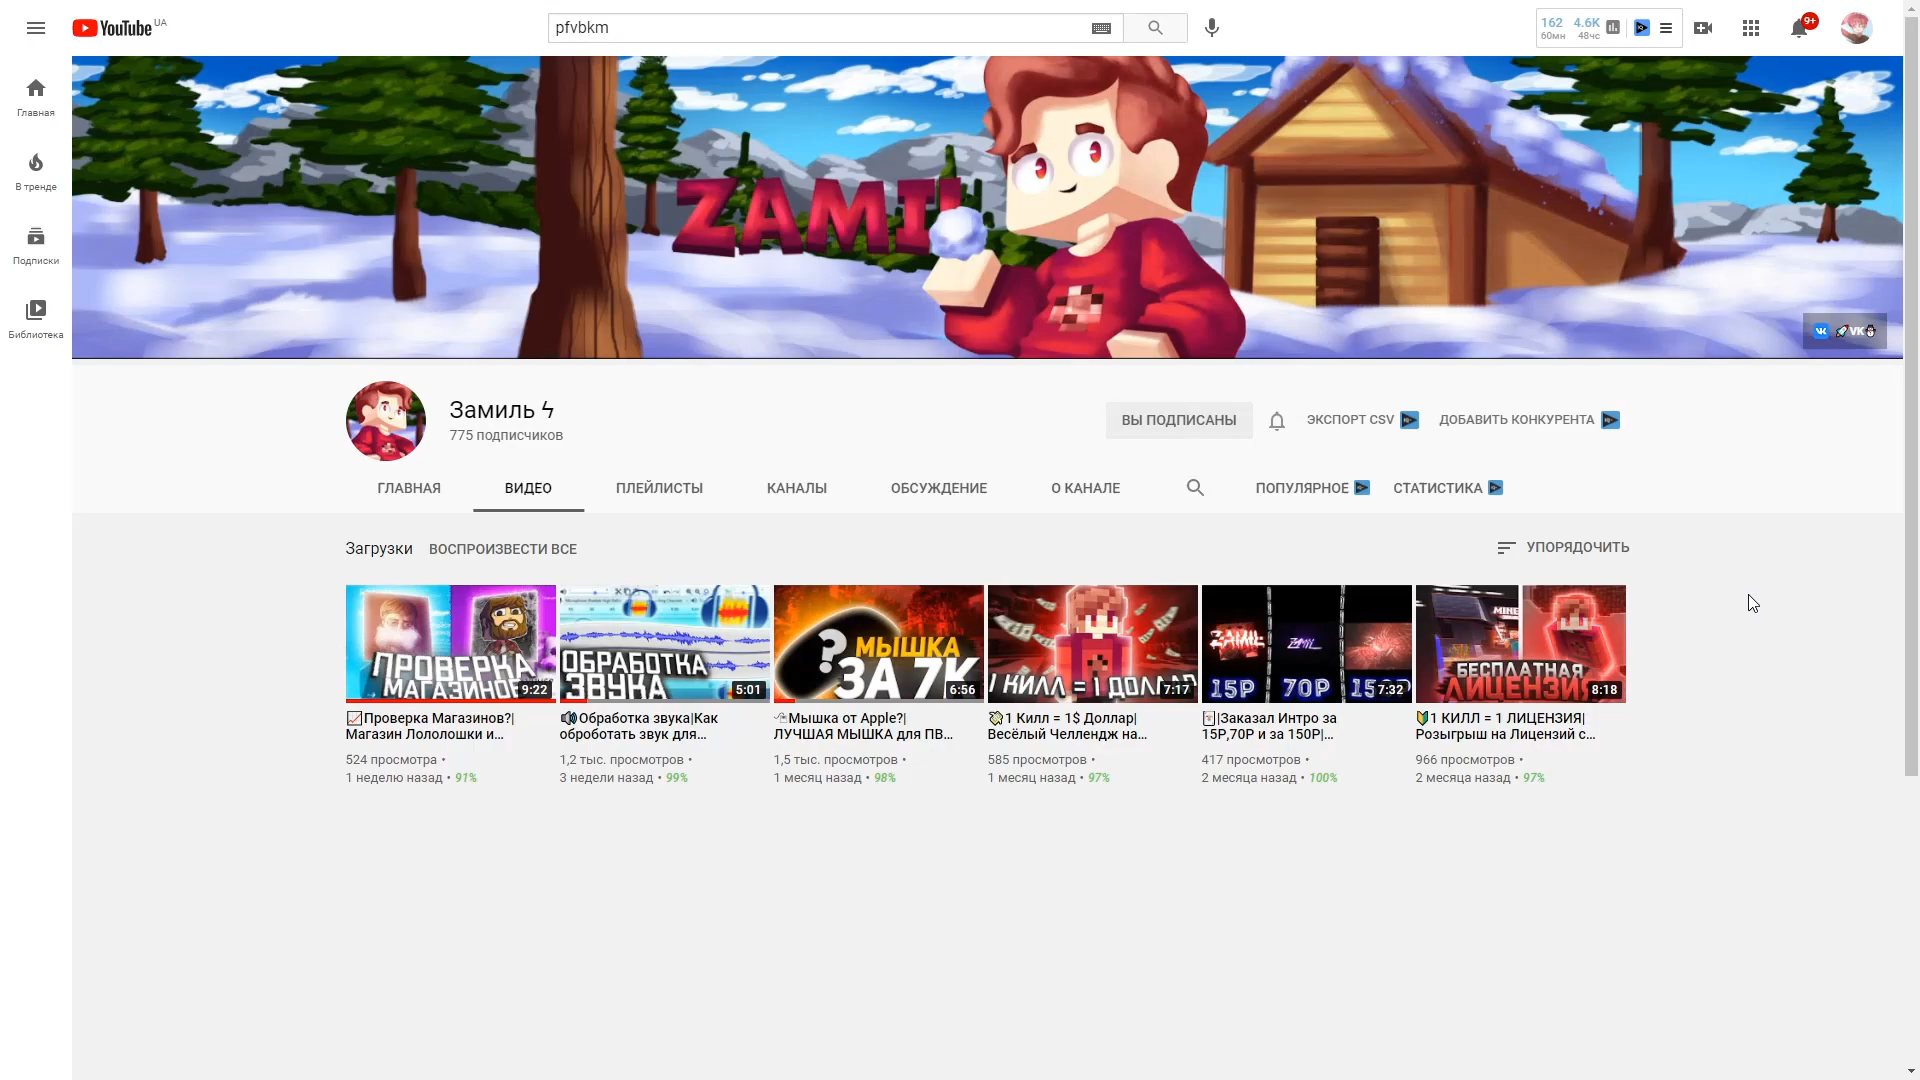 YouTube UA
pfvbkm
162 4.6K
60мн 48чс
9+
Главная
В тренде
Подписки
Библиотека
ZAMIL
VK
Замиль ϟ
775 подписчиков
ВЫ ПОДПИСАНЫ
ЭКСПОРТ CSV
ДОБАВИТЬ КОНКУРЕНТА
ГЛАВНАЯ ВИДЕО ПЛЕЙЛИСТЫ КАНАЛЫ ОБСУЖДЕНИЕ О КАНАЛЕ ПОПУЛЯРНОЕ СТАТИСТИКА
Загрузки ВОСПРОИЗВЕСТИ ВСЕ
УПОРЯДОЧИТЬ
ПРОВЕРКА
МАГАЗИНОВ
9:22
📈Проверка Магазинов?|
Магазин Лололошки и...
524 просмотра •
1 неделю назад • 91%
ОБРАБОТКА
ЗВУКА
5:01
🔊Обработка звука|Как
оброботать звук для...
1,2 тыс. просмотров •
3 недели назад • 99%
? МЫШКА
ЗА 7К
6:56
🖱Мышка от Apple?|
ЛУЧШАЯ МЫШКА для ПВ...
1,5 тыс. просмотров •
1 месяц назад • 98%
1 КИЛЛ = 1 ДОЛЛАР
7:17
💸1 Килл = 1$ Доллар|
Весёлый Челлендж на...
585 просмотров •
1 месяц назад • 97%
ZAMIL ZAMIL
15Р 70Р 150Р
7:32
🃏|Заказал Интро за
15Р,70Р и за 150Р|...
417 просмотров •
2 месяца назад • 100%
MINE
БЕСПЛАТНАЯ
ЛИЦЕНЗИЯ
8:18
🔰1 КИЛЛ = 1 ЛИЦЕНЗИЯ|
Розыгрыш на Лицензий с...
966 просмотров •
2 месяца назад • 97%